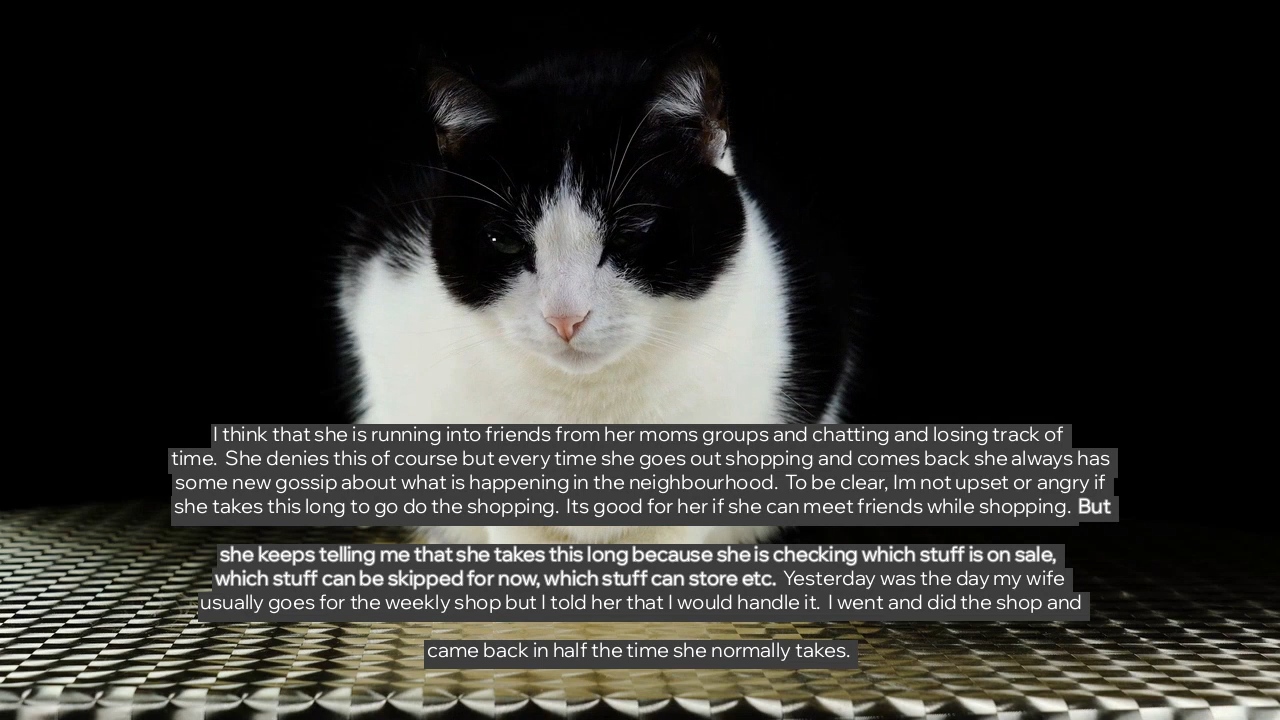 I think that she is running into friends from her moms groups and chatting and losing track of
time.  She denies this of course but every time she goes out shopping and comes back she always has
some new gossip about what is happening in the neighbourhood.  To be clear, Im not upset or angry if
she takes this long to go do the shopping.  Its good for her if she can meet friends while shopping. But
she keeps telling me that she takes this long because she is checking which stuff is on sale,
which stuff can be skipped for now, which stuff can store etc.  Yesterday was the day my wife
usually goes for the weekly shop but I told her that I would handle it.  I went and did the shop and
came back in half the time she normally takes.